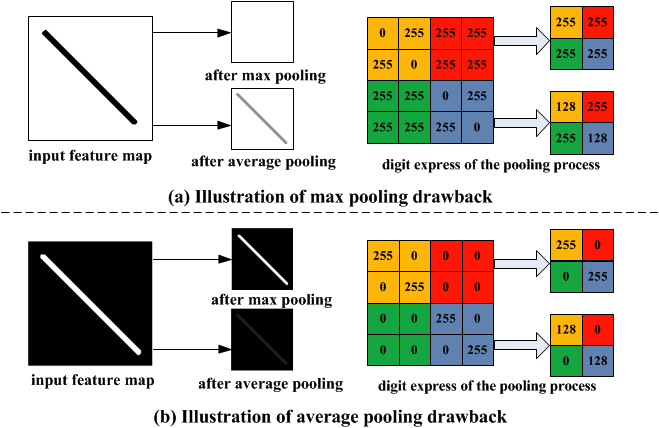 after max pooling
after average pooling
input feature map
0 255 255 255
255 0 255 255
255 255 0 255
255 255 255 0
255 255
255 255
128 255
255 128
digit express of the pooling process
(a) Illustration of max pooling drawback
after max pooling
after average pooling
input feature map
255 0 0 0
0 255 0 0
0 0 255 0
0 0 0 255
255 0
0 255
128 0
0 128
digit express of the pooling process
(b) Illustration of average pooling drawback